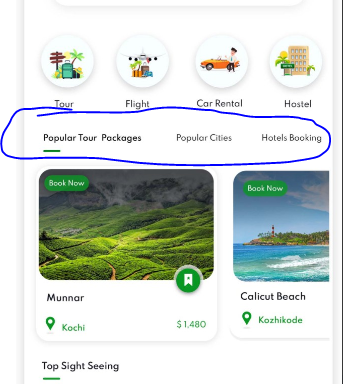 Tour Flight Car Rental Hostel
Popular Tour Packages Popular Cities Hotels Booking
Book Now Book Now
Munnar Calicut Beach
Kochi $ 1,480 Kozhikode
Top Sight Seeing